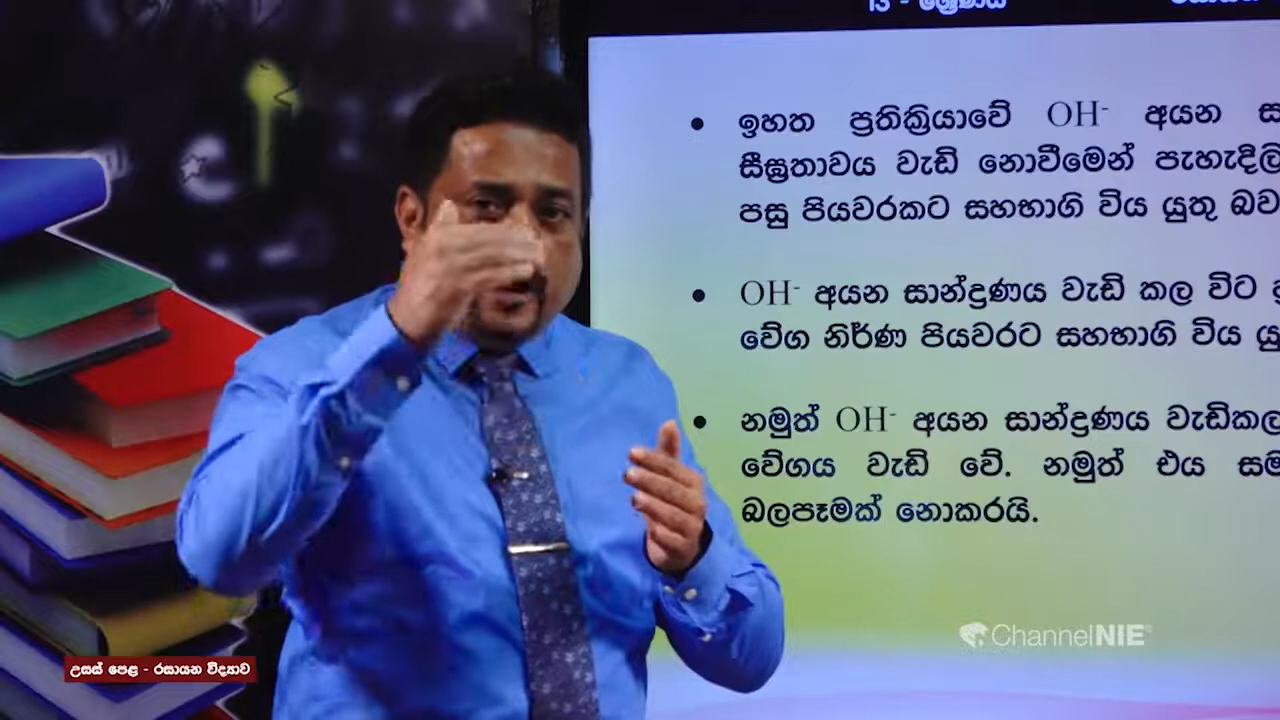 13 - ශ්‍රේණිය
• ඉහත ප්‍රතික්‍රියාවේ OH⁻ අයන
සීඝ්‍රතාවය වැඩි නොවීමෙන් පැහැදිලි
පසු පියවරකට සහභාගි විය යුතු බව
• OH⁻ අයන සාන්ද්‍රණය වැඩි කල විට
වේග නිර්ණ පියවරට සහභාගි විය
• නමුත් OH⁻ අයන සාන්ද්‍රණය වැඩිකල
වේගය වැඩි වේ. නමුත් එය
බලපෑමක් නොකරයි.
ChannelNIE
උසස් පෙළ - රසායන විද්‍යාව